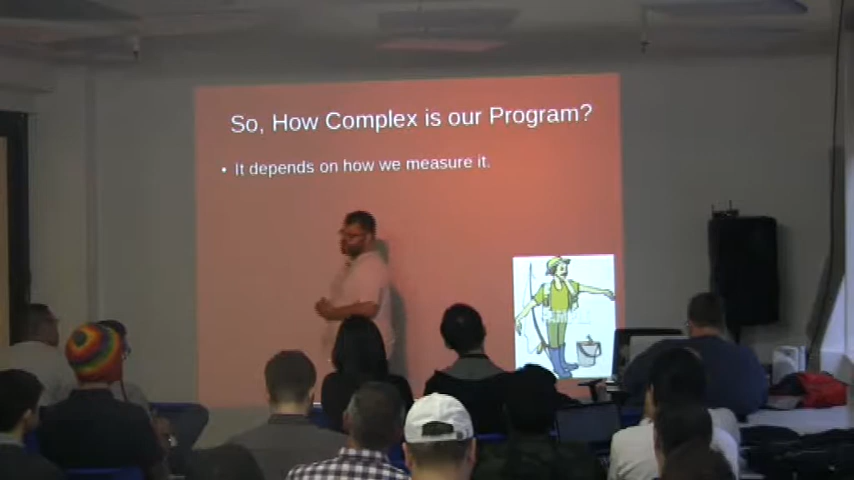 So, How Complex is our Program?
• It depends on how we measure it.